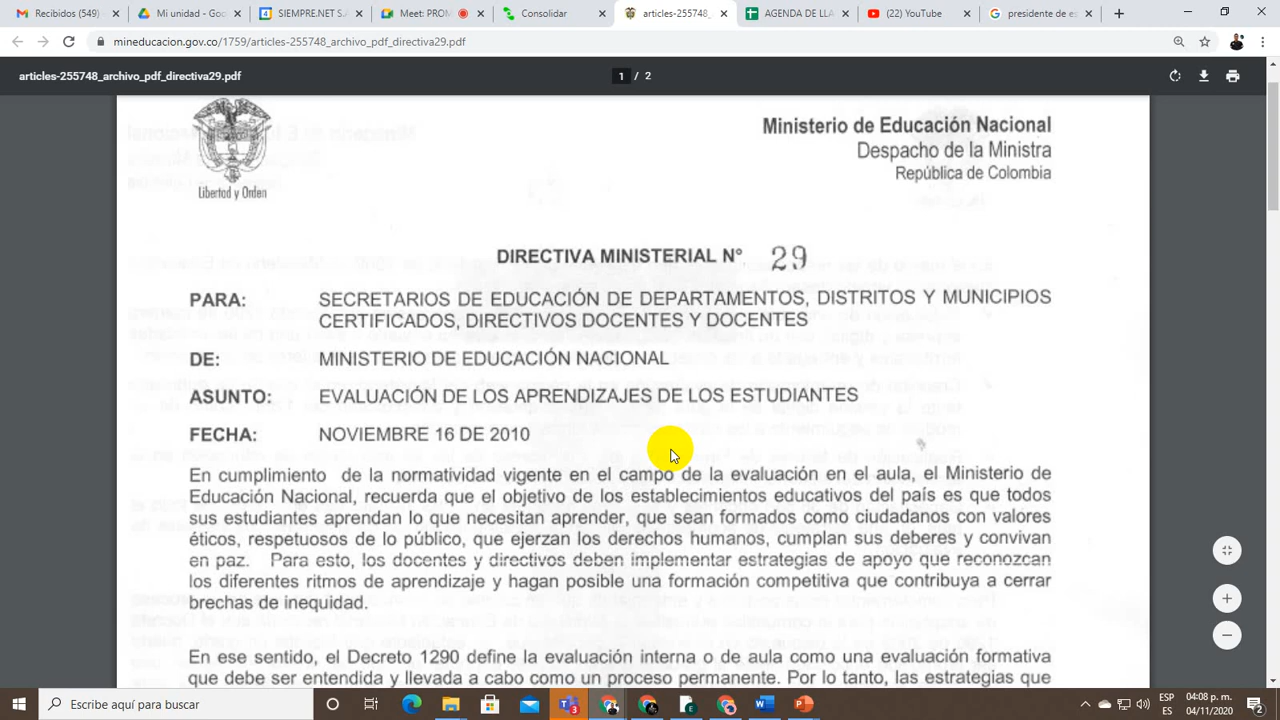 Recibidos (549)
Mi unidad - Goo
SIEMPRE.NET S.A
Meet: PROM
Consolidar
articles-255748_
AGENDA DE LLA
(22) YouTube
presidente de es
mineducacion.gov.co/1759/articles-255748_archivo_pdf_directiva29.pdf
articles-255748_archivo_pdf_directiva29.pdf
1 / 2
Libertad y Orden
Ministerio de Educación Nacional
Despacho de la Ministra
República de Colombia
DIRECTIVA MINISTERIAL N° 29
PARA: SECRETARIOS DE EDUCACIÓN DE DEPARTAMENTOS, DISTRITOS Y MUNICIPIOS
CERTIFICADOS, DIRECTIVOS DOCENTES Y DOCENTES
DE: MINISTERIO DE EDUCACIÓN NACIONAL
ASUNTO: EVALUACIÓN DE LOS APRENDIZAJES DE LOS ESTUDIANTES
FECHA: NOVIEMBRE 16 DE 2010
En cumplimiento de la normatividad vigente en el campo de la evaluación en el aula, el Ministerio de
Educación Nacional, recuerda que el objetivo de los establecimientos educativos del país es que todos
sus estudiantes aprendan lo que necesitan aprender, que sean formados como ciudadanos con valores
éticos, respetuosos de lo público, que ejerzan los derechos humanos, cumplan sus deberes y convivan
en paz. Para esto, los docentes y directivos deben implementar estrategias de apoyo que reconozcan
los diferentes ritmos de aprendizaje y hagan posible una formación competitiva que contribuya a cerrar
brechas de inequidad.
En ese sentido, el Decreto 1290 define la evaluación interna o de aula como una evaluación formativa
que debe ser entendida y llevada a cabo como un proceso permanente. Por lo tanto, las estrategias que
Escribe aquí para buscar
ESP
04:08 p. m.
04/11/2020